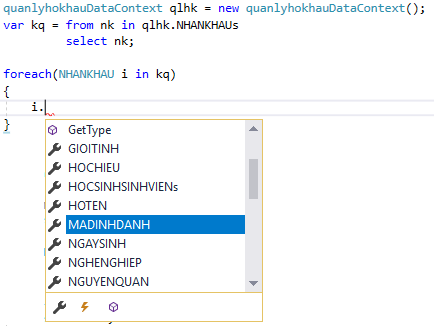 quanlyhokhauDataContext qlhk = new quanlyhokhauDataContext();
var kq = from nk in qlhk.NHANKHAUs
select nk;
foreach(NHANKHAU i in kq)
{
i.
}
GetType
GIOITINH
HOCHIEU
HOCSINHSINHVIENs
HOTEN
MADINHDANH
NGAYSINH
NGHENGHIEP
NGUYENQUAN